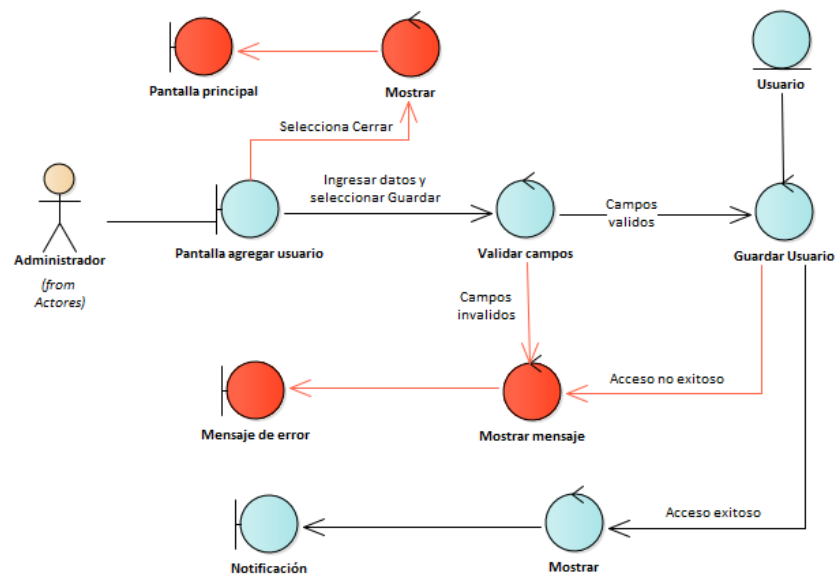 Pantalla principal
Mostrar
Usuario
Selecciona Cerrar
Ingresar datos y
seleccionar Guardar
Campos
validos
Administrador
(from
Actores)
Pantalla agregar usuario
Validar campos
Guardar Usuario
Campos
invalidos
Acceso no exitoso
Mensaje de error
Mostrar mensaje
Acceso exitoso
Notificación
Mostrar